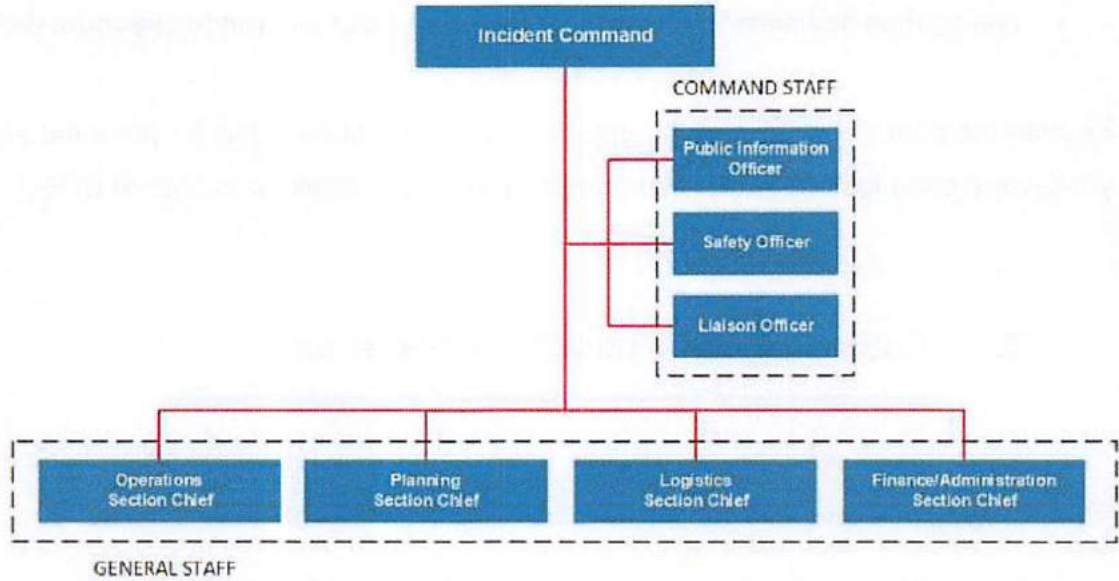 Incident Command
COMMAND STAFF
Public Information
Officer
Safety Officer
Liaison Officer
Operations
Section Chief
Planning
Section Chief
Logistics
Section Chief
Finance/Administration
Section Chief
GENERAL STAFF